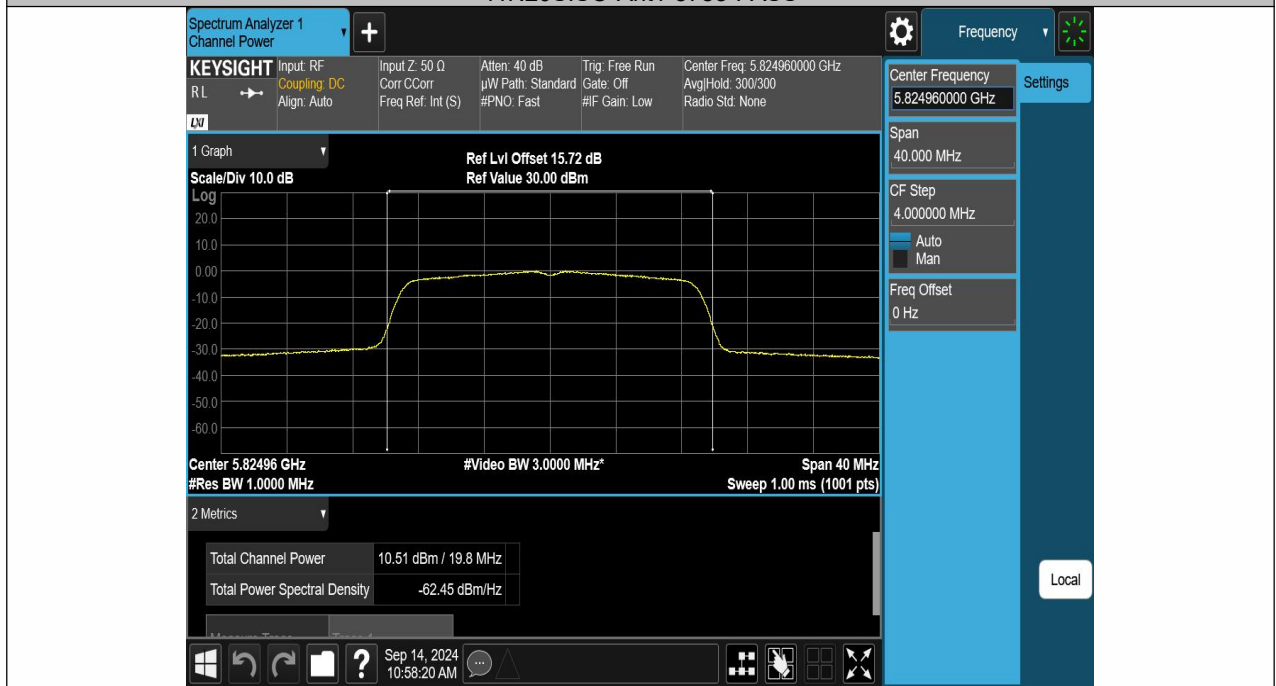 Spectrum Analyzer 1
Channel Power
+
Frequency
KEYSIGHT
RL
LXI
Input: RF
Coupling: DC
Align: Auto
Input Z: 50 Ω
Corr CCorr
Freq Ref: Int (S)
Atten: 40 dB
µW Path: Standard
#PNO: Fast
Trig: Free Run
Gate: Off
#IF Gain: Low
Center Freq: 5.824960000 GHz
Avg|Hold: 300/300
Radio Std: None
Center Frequency
5.824960000 GHz
Settings
Span
40.000 MHz
CF Step
4.000000 MHz
Auto
Man
Freq Offset
0 Hz
Local
1 Graph
Scale/Div 10.0 dB
Ref Lvl Offset 15.72 dB
Ref Value 30.00 dBm
Log
20.0
10.0
0.00
-10.0
-20.0
-30.0
-40.0
-50.0
-60.0
Center 5.82496 GHz
#Video BW 3.0000 MHz*
Span 40 MHz
#Res BW 1.0000 MHz
Sweep 1.00 ms (1001 pts)
2 Metrics
Total Channel Power 10.51 dBm / 19.8 MHz
Total Power Spectral Density -62.45 dBm/Hz
?
Sep 14, 2024
10:58:20 AM